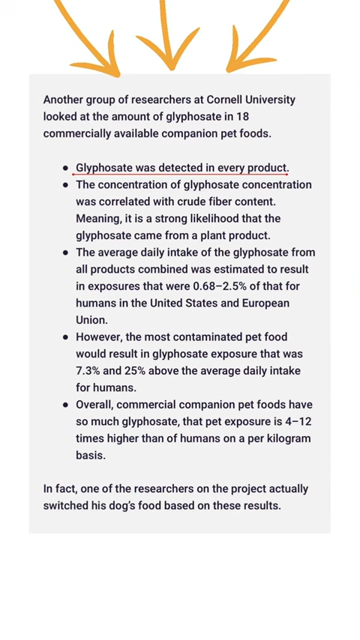 Another group of researchers at Cornell University
looked at the amount of glyphosate in 18
commercially available companion pet foods.
● Glyphosate was detected in every product.
● The concentration of glyphosate concentration
was correlated with crude fiber content.
Meaning, it is a strong likelihood that the
glyphosate came from a plant product.
● The average daily intake of the glyphosate from
all products combined was estimated to result
in exposures that were 0.68–2.5% of that for
humans in the United States and European
Union.
● However, the most contaminated pet food
would result in glyphosate exposure that was
7.3% and 25% above the average daily intake
for humans.
● Overall, commercial companion pet foods have
so much glyphosate, that pet exposure is 4–12
times higher than of humans on a per kilogram
basis.
In fact, one of the researchers on the project actually
switched his dog's food based on these results.